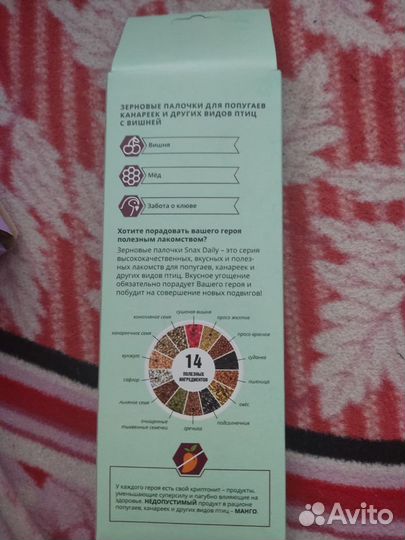 ЗЕРНОВЫЕ ПАЛОЧКИ ДЛЯ ПОПУГАЕВ
КАНАРЕЕК И ДРУГИХ ВИДОВ ПТИЦ
С ВИШНЕЙ
Вишня
Мёд
Забота о клюве
Хотите порадовать вашего героя
полезным лакомством?
Зерновые палочки Snax Daily – это серия
высококачественных, вкусных и полез-
ных лакомств для попугаев, канареек и
других видов птиц. Вкусное угощение
обязательно порадует Вашего Героя и
побудит на совершение новых подвигов!
сушеная вишня
конопляное семя
просо желтое
канареечное семя
просо красное
кунжут
суданка
14
ПОЛЕЗНЫХ
ИНГРЕДИЕНТОВ
сафлор
пшеница
льняное семя
овёс
очищенные
тыквенные семечки
гречиха
подсолнечник
У каждого героя есть свой криптонит – продукты,
уменьшающие суперсилу и пагубно влияющие на
здоровье. НЕДОПУСТИМЫЙ продукт в рационе
попугаев, канареек и других видов птиц – МАНГО.
Avito